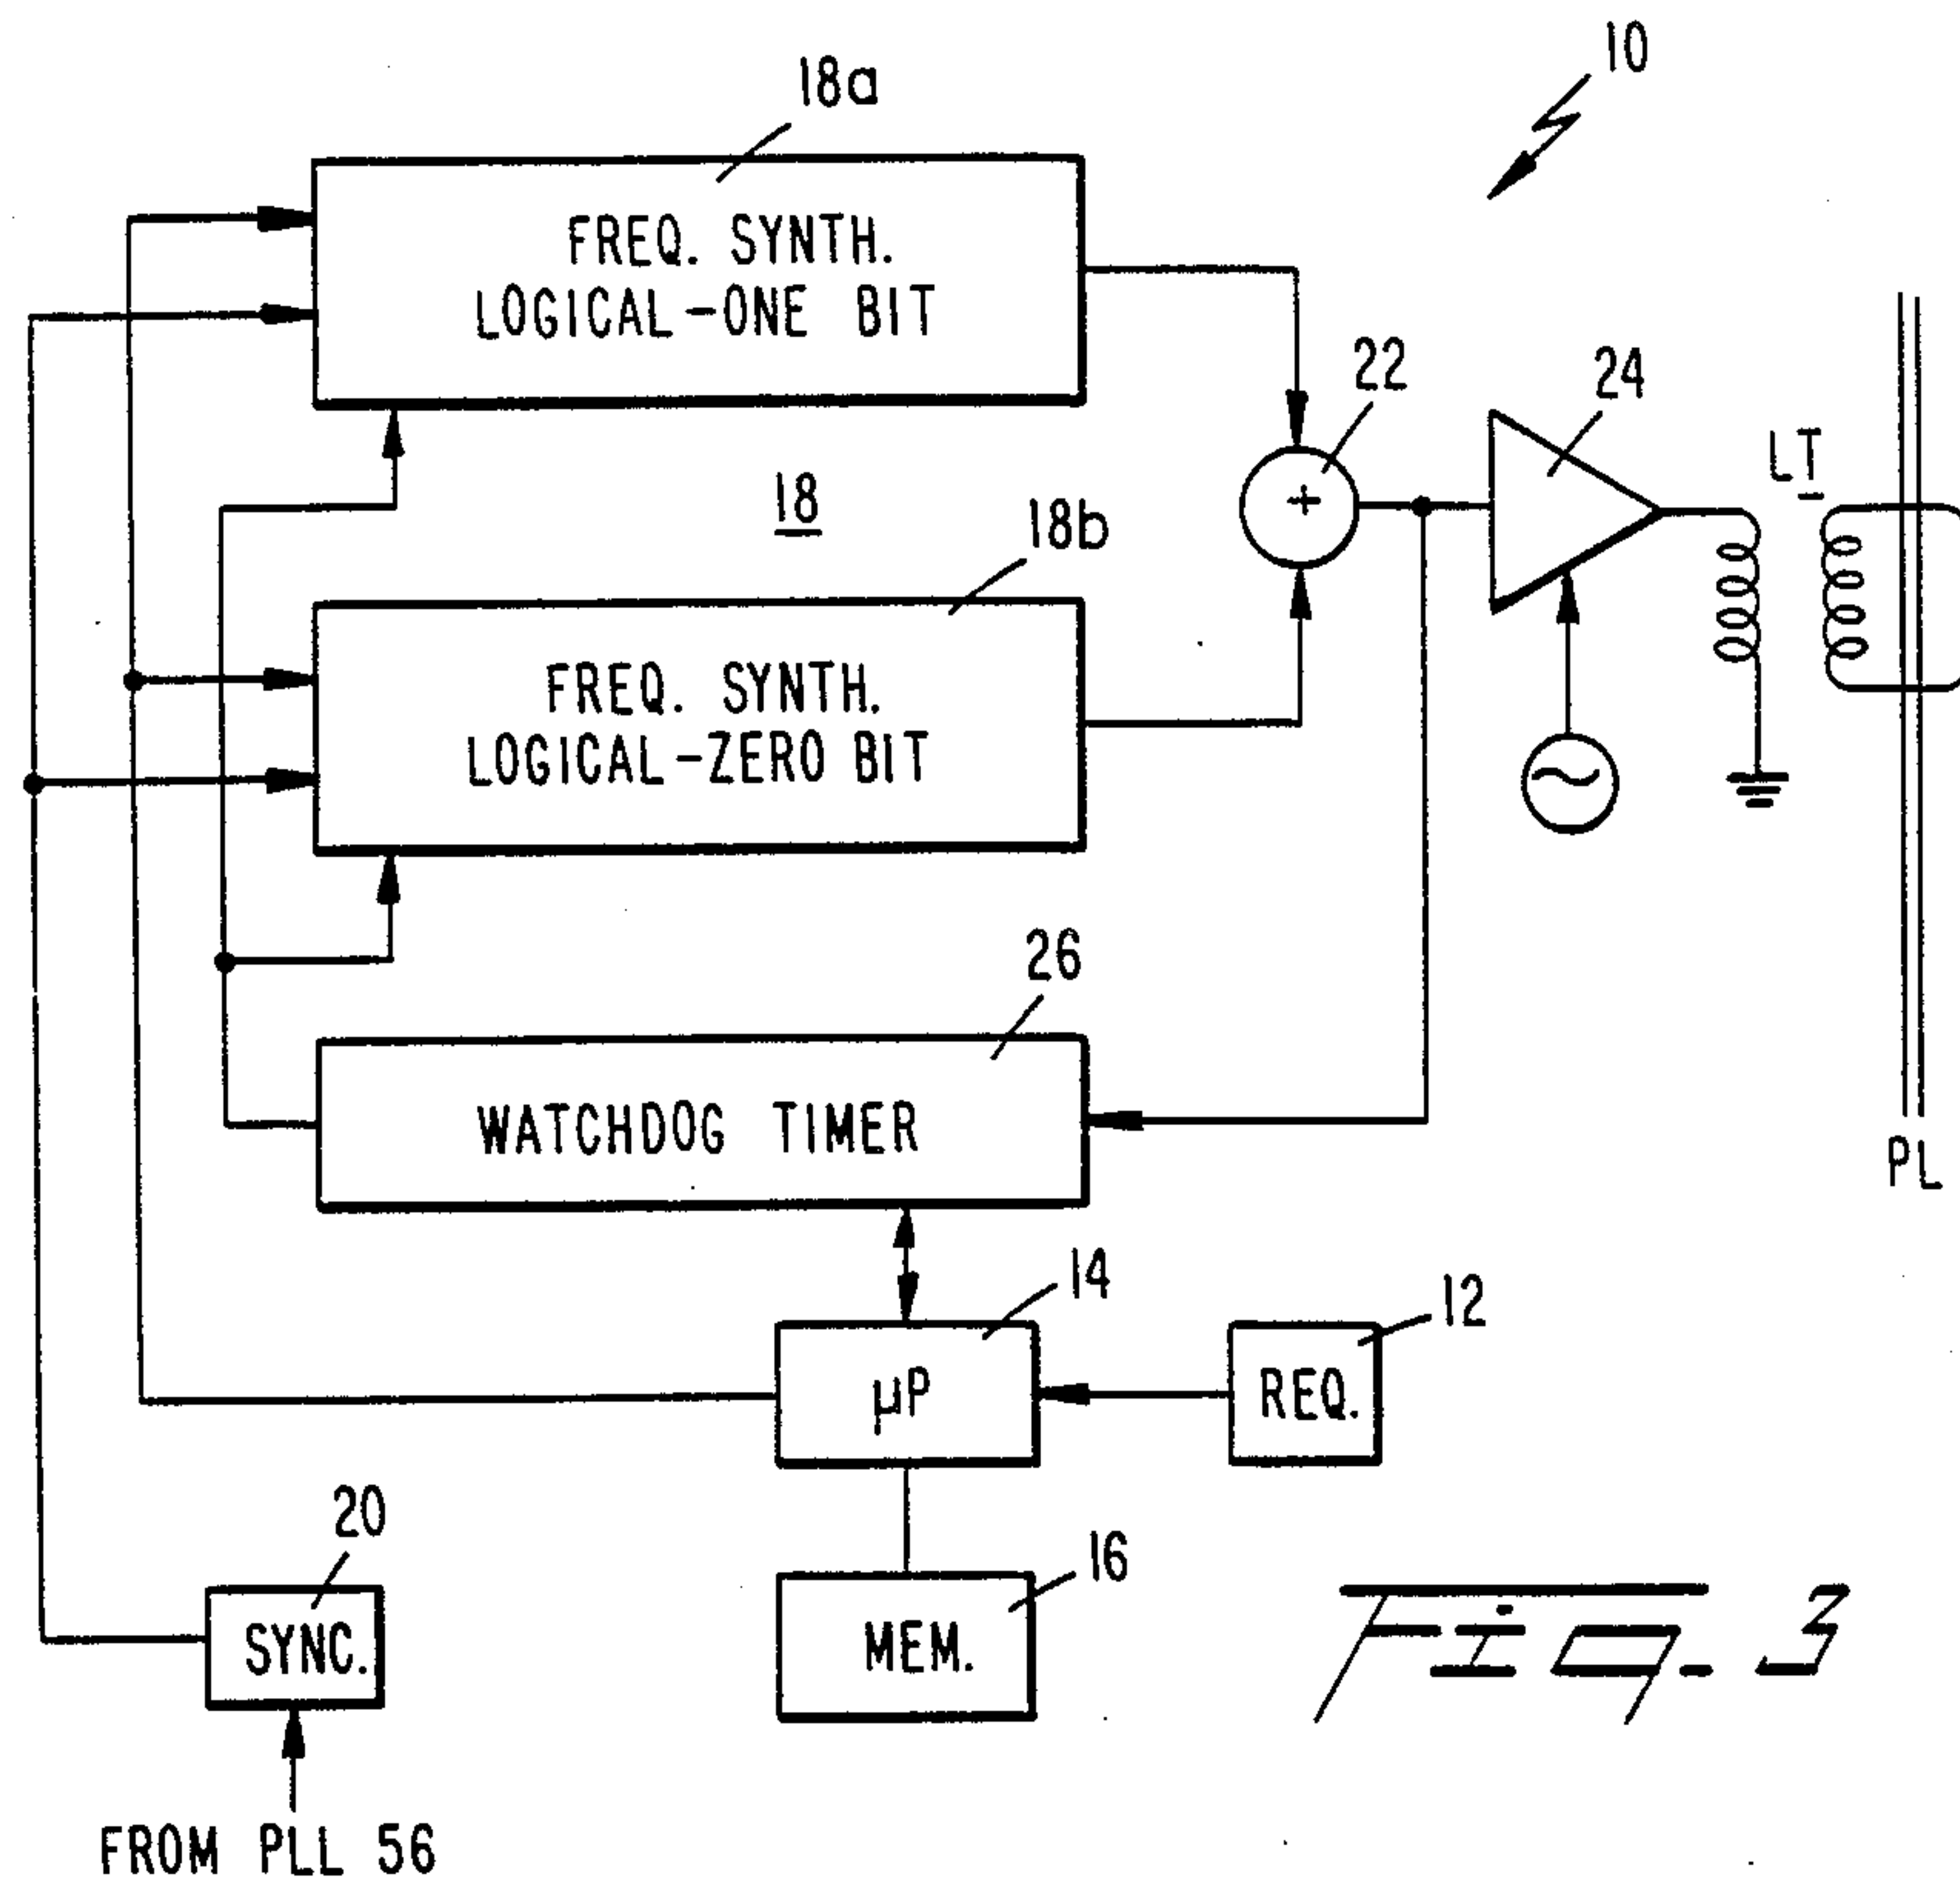 10
18a
FREQ. SYNTH.
LOGICAL-ONE BIT
22
24
LT
+
18
18b
FREQ. SYNTH.
LOGICAL-ZERO BIT
26
WATCHDOG TIMER
PL
14
12
µP
REQ.
20
16
SYNC.
MEM.
Fig. 3
FROM PLL 56